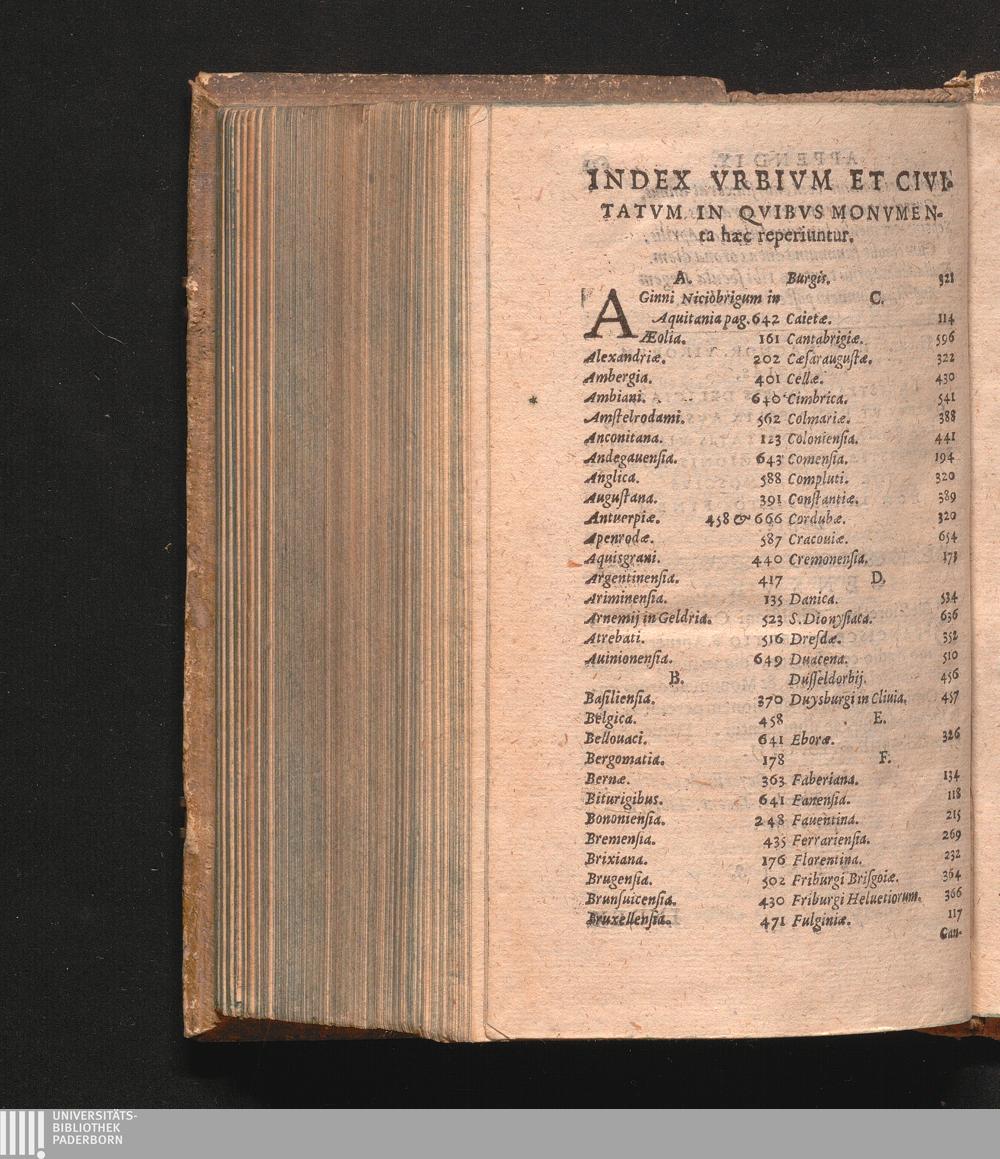 INDEX VRBIVM ET CIVI-
TATVM IN QVIBVS MONVMEN-
ta hæc reperiuntur.
A.
AGinni Niciobrigum in
Aquitania pag. 642
Æolia. 161
Alexandriæ. 202
Ambergia. 401
Ambiani. 640
Amſtelrodami. 562
Anconitana. 123
Andegauenſia. 643
Anglica. 588
Auguſtana. 391
Antuerpiæ. 458 & 666
Apenrodæ. 587
Aquisgrani. 440
Argentinenſia. 417
Ariminenſia. 135
Arnemij in Geldria. 523
Atrebati. 516
Auinionenſia. 649
B.
Baſilienſia. 370
Belgica. 458
Bellouaci. 641
Bergomatia. 178
Bernæ. 363
Biturigibus. 641
Bononienſia. 248
Bremenſia. 435
Brixiana. 176
Brugenſia. 502
Brunſuicenſia. 430
Bruxellenſia. 471
Burgis. 321
C.
Caietæ. 114
Cantabrigiæ. 596
Cæſarauguſtæ. 322
Cellæ. 430
Cimbrica. 541
Colmariæ. 388
Colonienſia. 441
Comenſia. 194
Compluti. 320
Conſtantiæ. 389
Cordubæ. 320
Cracouiæ. 654
Cremonenſia. 173
D.
Danica. 534
S. Dionyſiaca. 636
Dreſdæ. 352
Duacena. 510
Duſſeldorbij. 456
Duysburgi in Cliuia. 457
E.
Eboræ. 326
F.
Faberiana. 134
Fanenſia. 118
Fauentina. 215
Ferrarienſia. 269
Florentina. 232
Friburgi Briſgoiæ. 364
Friburgi Heluetiorum. 366
Fulginiæ. 117
Can-
UNIVERSITÄTS-
BIBLIOTHEK
PADERBORN